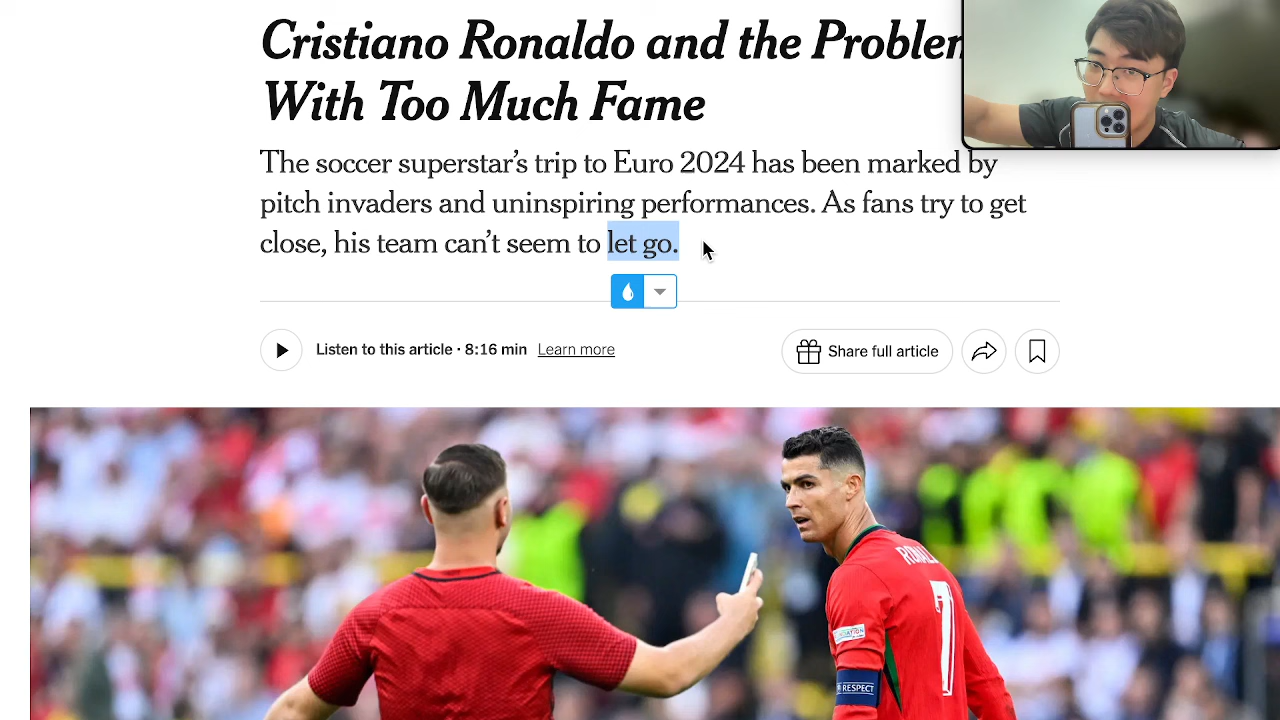 Cristiano Ronaldo and the Problem
With Too Much Fame
The soccer superstar’s trip to Euro 2024 has been marked by
pitch invaders and uninspiring performances. As fans try to get
close, his team can’t seem to let go.
Listen to this article · 8:16 min Learn more
Share full article
RONAL
7
RESPECT